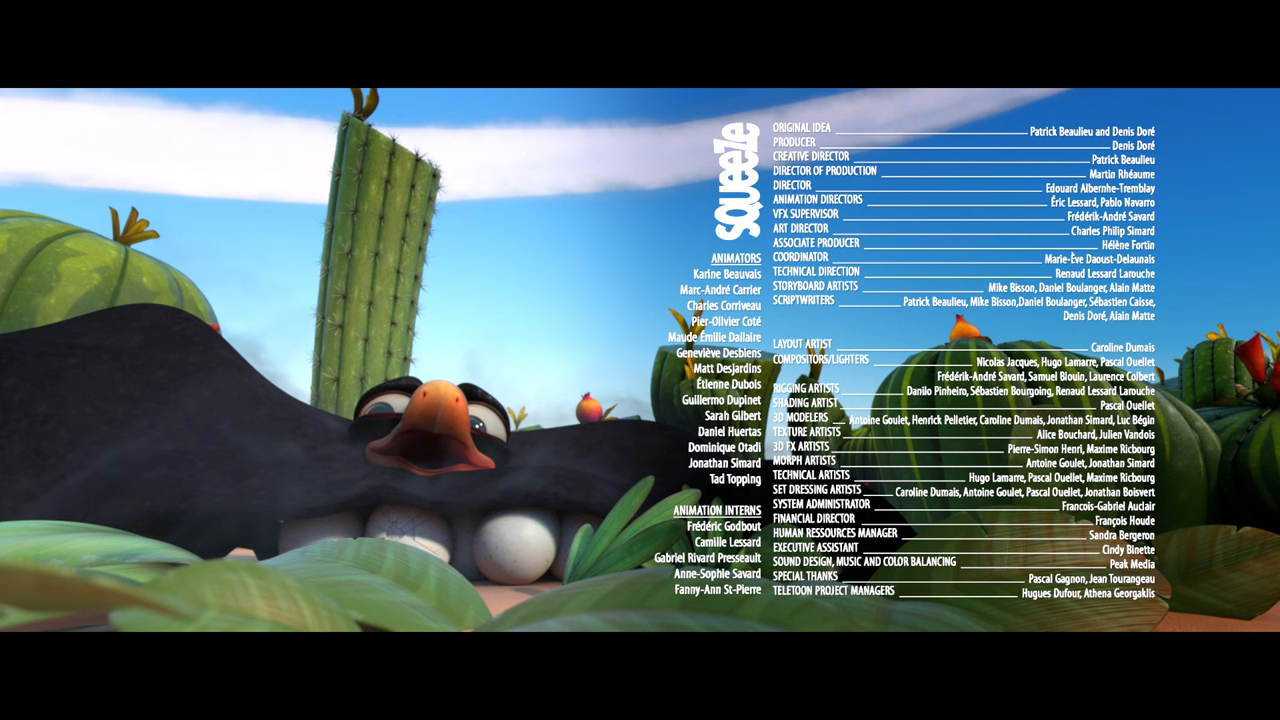 squeeze
ANIMATORS
Karine Beauvais
Marc-André Carrier
Charles Corriveau
Pier-Olivier Coté
Maude Émilie Dallaire
Geneviève Desbiens
Matt Desjardins
Étienne Dubois
Guillermo Dupinet
Sarah Gilbert
Daniel Huertas
Dominique Otadi
Jonathan Simard
Tad Topping
ANIMATION INTERNS
Frédéric Godbout
Camille Lessard
Gabriel Rivard Presseault
Anne-Sophie Savard
Fanny-Ann St-Pierre
ORIGINAL IDEA Patrick Beaulieu and Denis Doré
PRODUCER Denis Doré
CREATIVE DIRECTOR Patrick Beaulieu
DIRECTOR OF PRODUCTION Martin Rhéaume
DIRECTOR Edouard Albernhe-Tremblay
ANIMATION DIRECTORS Éric Lessard, Pablo Navarro
VFX SUPERVISOR Frédérik-André Savard
ART DIRECTOR Charles Philip Simard
ASSOCIATE PRODUCER Hélène Fortin
COORDINATOR Marie-Ève Daoust-Delaunais
TECHNICAL DIRECTION Renaud Lessard Larouche
STORYBOARD ARTISTS Mike Bisson, Daniel Boulanger, Alain Matte
SCRIPTWRITERS Patrick Beaulieu, Mike Bisson,Daniel Boulanger, Sébastien Caisse,
Denis Doré, Alain Matte
LAYOUT ARTIST Caroline Dumais
COMPOSITORS/LIGHTERS Nicolas Jacques, Hugo Lamarre, Pascal Ouellet
Frédérik-André Savard, Samuel Blouin, Laurence Colbert
RIGGING ARTISTS Danilo Pinheiro, Sébastien Bourgoing, Renaud Lessard Larouche
SHADING ARTIST Pascal Ouellet
3D MODELERS Antoine Goulet, Henrick Pelletier, Caroline Dumais, Jonathan Simard, Luc Bégin
TEXTURE ARTISTS Alice Bouchard, Julien Vandois
3D FX ARTISTS Pierre-Simon Henri, Maxime Ricbourg
MORPH ARTISTS Antoine Goulet, Jonathan Simard
TECHNICAL ARTISTS Hugo Lamarre, Pascal Ouellet, Maxime Ricbourg
SET DRESSING ARTISTS Caroline Dumais, Antoine Goulet, Pascal Ouellet, Jonathan Boisvert
SYSTEM ADMINISTRATOR Francois-Gabriel Auclair
FINANCIAL DIRECTOR François Houde
HUMAN RESSOURCES MANAGER Sandra Bergeron
EXECUTIVE ASSISTANT Cindy Binette
SOUND DESIGN, MUSIC AND COLOR BALANCING Peak Media
SPECIAL THANKS Pascal Gagnon, Jean Tourangeau
TELETOON PROJECT MANAGERS Hugues Dufour, Athena Georgaklis